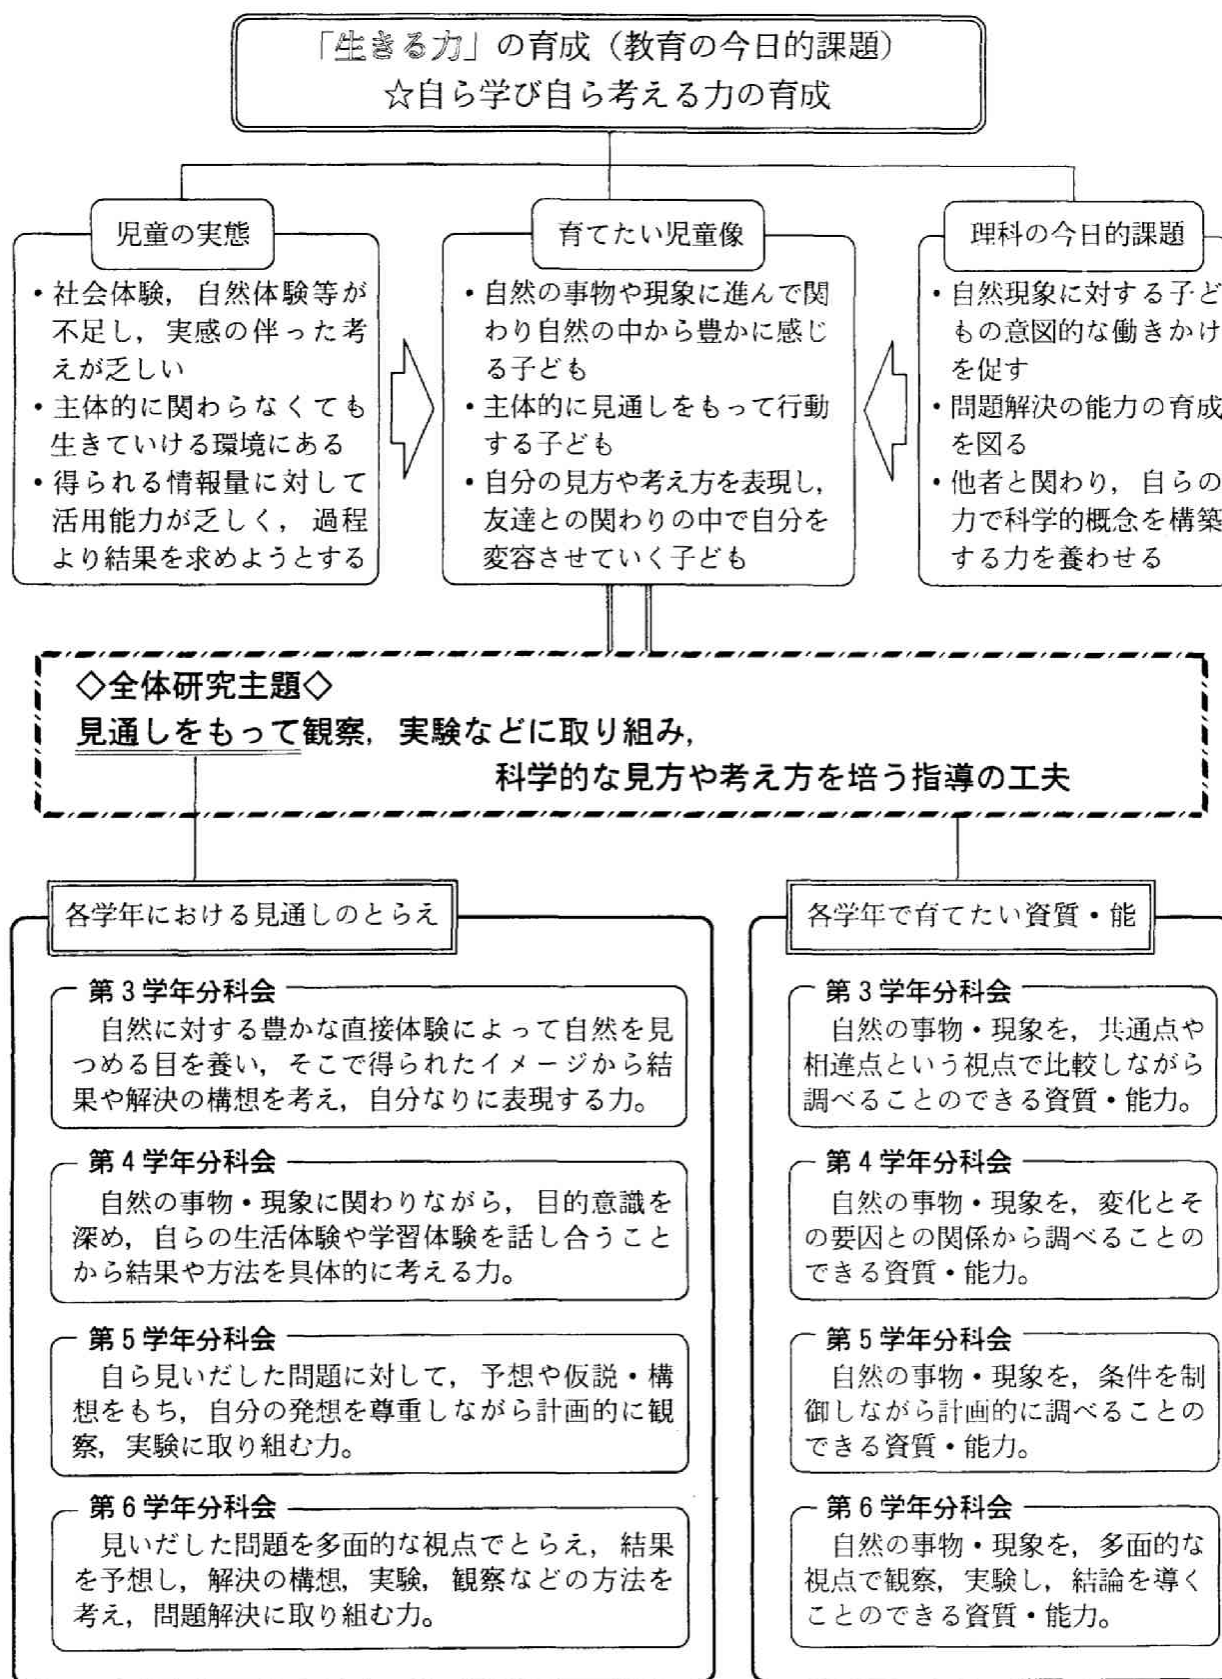 「生きる力」の育成（教育の今日的課題）
☆自ら学び自ら考える力の育成
児童の実態
・社会体験，自然体験等が
不足し，実感の伴った考
えが乏しい
・主体的に関わらなくても
生きていける環境にある
・得られる情報量に対して
活用能力が乏しく，過程
より結果を求めようとする
育てたい児童像
・自然の事物や現象に進んで関
わり自然の中から豊かに感じ
る子ども
・主体的に見通しをもって行動
する子ども
・自分の見方や考え方を表現し，
友達との関わりの中で自分を
変容させていく子ども
理科の今日的課題
・自然現象に対する子ど
もの意図的な働きかけ
を促す
・問題解決の能力の育成
を図る
・他者と関わり，自らの
力で科学的概念を構築
する力を養わせる
◇全体研究主題◇
見通しをもって観察，実験などに取り組み，
科学的な見方や考え方を培う指導の工夫
各学年における見通しのとらえ
第３学年分科会
自然に対する豊かな直接体験によって自然を見
つめる目を養い，そこで得られたイメージから結
果や解決の構想を考え，自分なりに表現する力。
第４学年分科会
自然の事物・現象に関わりながら，目的意識を
深め，自らの生活体験や学習体験を話し合うこと
から結果や方法を具体的に考える力。
第５学年分科会
自ら見いだした問題に対して，予想や仮説・構
想をもち，自分の発想を尊重しながら計画的に観
察，実験に取り組む力。
第６学年分科会
見いだした問題を多面的な視点でとらえ，結果
を予想し，解決の構想，実験，観察などの方法を
考え，問題解決に取り組む力。
各学年で育てたい資質・能
第３学年分科会
自然の事物・現象を，共通点や
相違点という視点で比較しながら
調べることのできる資質・能力。
第４学年分科会
自然の事物・現象を，変化とそ
の要因との関係から調べることの
できる資質・能力。
第５学年分科会
自然の事物・現象を，条件を制
御しながら計画的に調べることの
できる資質・能力。
第６学年分科会
自然の事物・現象を，多面的な
視点で観察，実験し，結論を導く
ことのできる資質・能力。